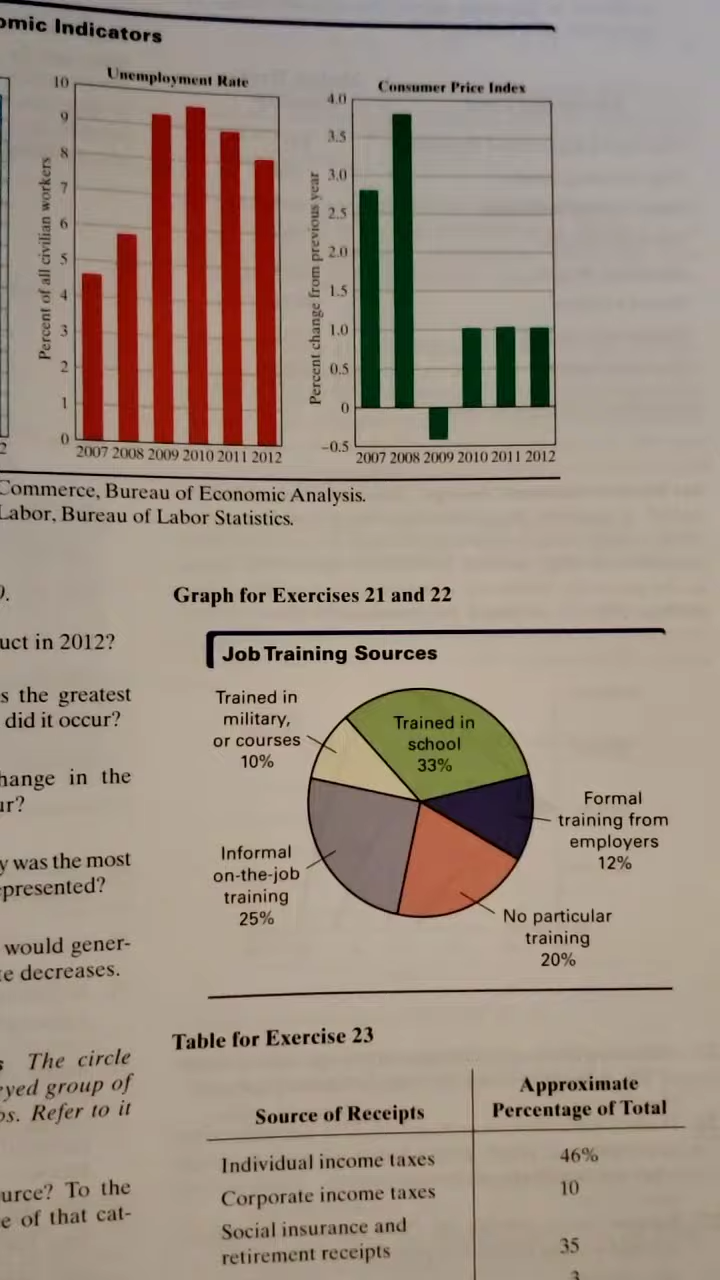 omic Indicators
Unemployment Rate
Percent of all civilian workers
10
9
8
7
6
5
4
3
2
1
0
2007 2008 2009 2010 2011 2012
Consumer Price Index
Percent change from previous year
4.0
3.5
3.0
2.5
2.0
1.5
1.0
0.5
0
−0.5
2007 2008 2009 2010 2011 2012
2
Commerce, Bureau of Economic Analysis.
Labor, Bureau of Labor Statistics.
).
uct in 2012?
s the greatest
did it occur?
hange in the
ur?
y was the most
epresented?
would gener-
te decreases.
s The circle
eyed group of
bs. Refer to it
urce? To the
e of that cat-
Graph for Exercises 21 and 22
Job Training Sources
Trained in
military,
or courses
10%
Trained in
school
33%
Formal
training from
employers
12%
Informal
on-the-job
training
25%
No particular
training
20%
Table for Exercise 23
Source of Receipts
Approximate
Percentage of Total
Individual income taxes 46%
Corporate income taxes 10
Social insurance and
retirement receipts 35
3